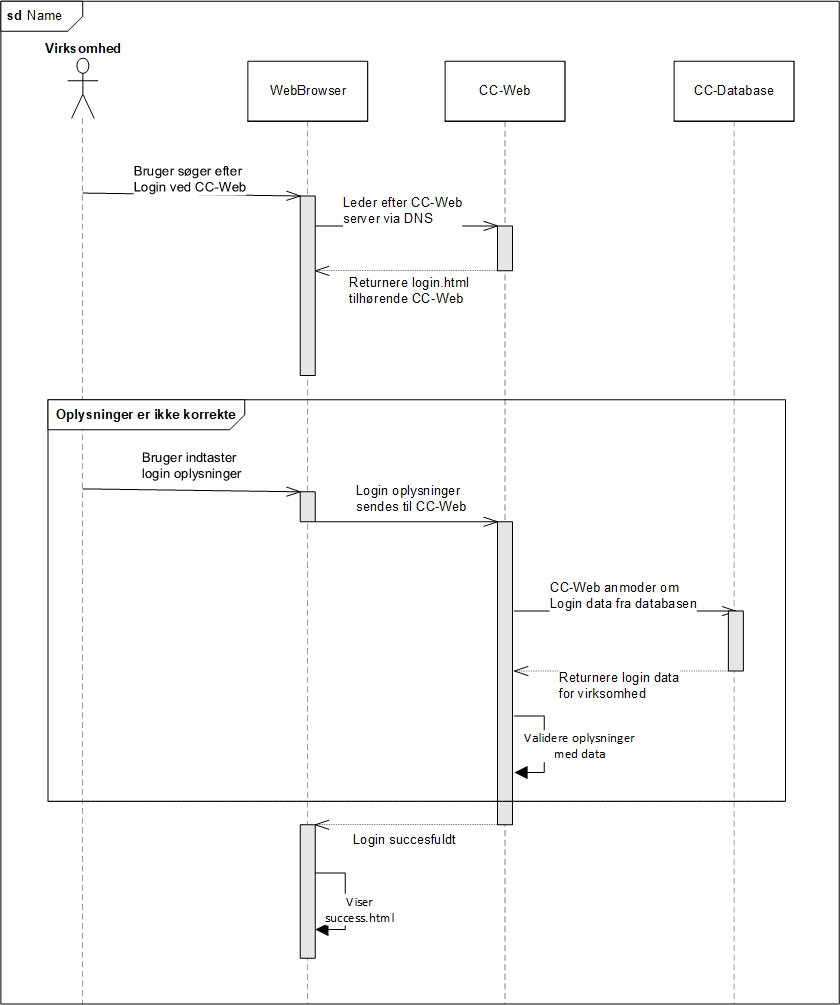 sd Name
Virksomhed
WebBrowser
CC-Web
CC-Database
Bruger søger efter
Login ved CC-Web
Leder efter CC-Web
server via DNS
Returnere login.html
tilhørende CC-Web
Oplysninger er ikke korrekte
Bruger indtaster
login oplysninger
Login oplysninger
sendes til CC-Web
CC-Web anmoder om
Login data fra databasen
Returnere login data
for virksomhed
Validere oplysninger
med data
Login succesfuldt
Viser
success.html